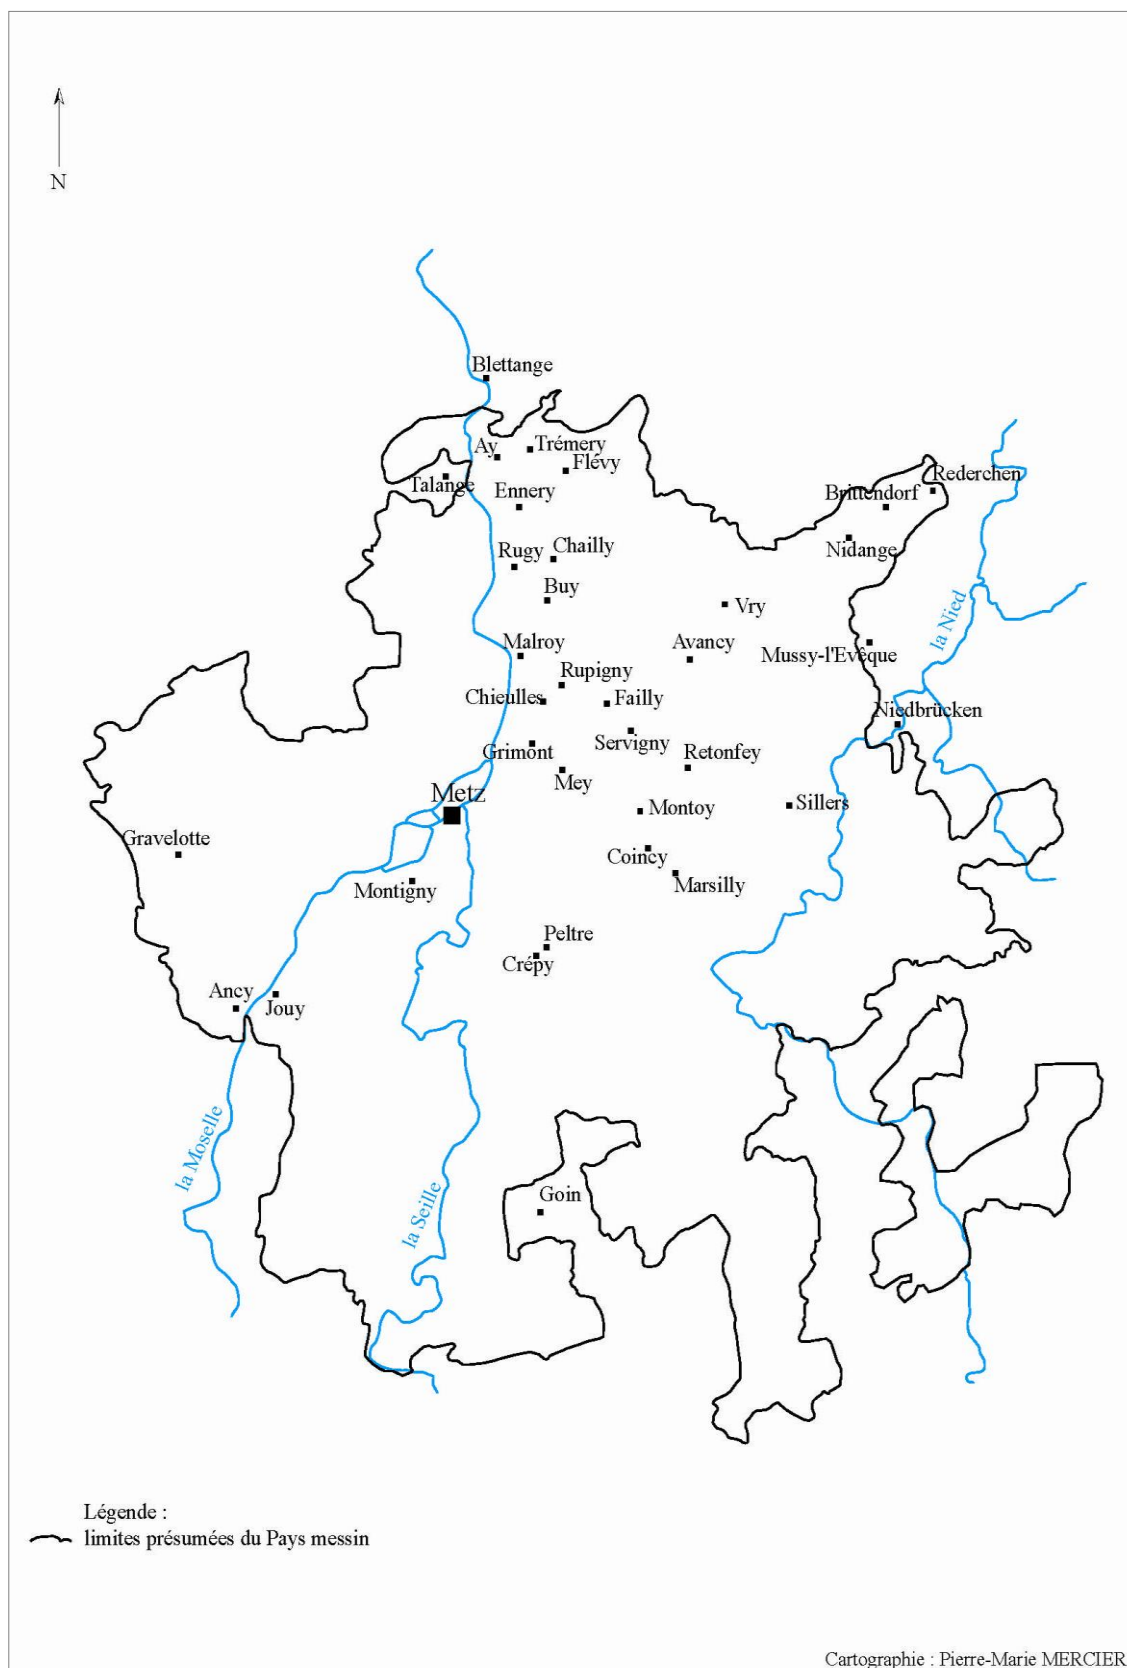 N
Blettange
Ay
Trémery
Flévy
Talange
Ennery
Rederchen
Brittendorf
Nidange
Rugy
Chailly
Buy
Vry
la Nied
Malroy
Avancy
Mussy-l'Evêque
Rupigny
Chieulles
Failly
Niedbrücken
Servigny
Grimont
Retonfey
Mey
Metz
Montoy
Sillers
Gravelotte
Coincy
Marsilly
Montigny
Peltre
Crépy
Ancy
Jouy
la Moselle
la Seille
Goin
Légende :
limites présumées du Pays messin
Cartographie : Pierre-Marie MERCIER